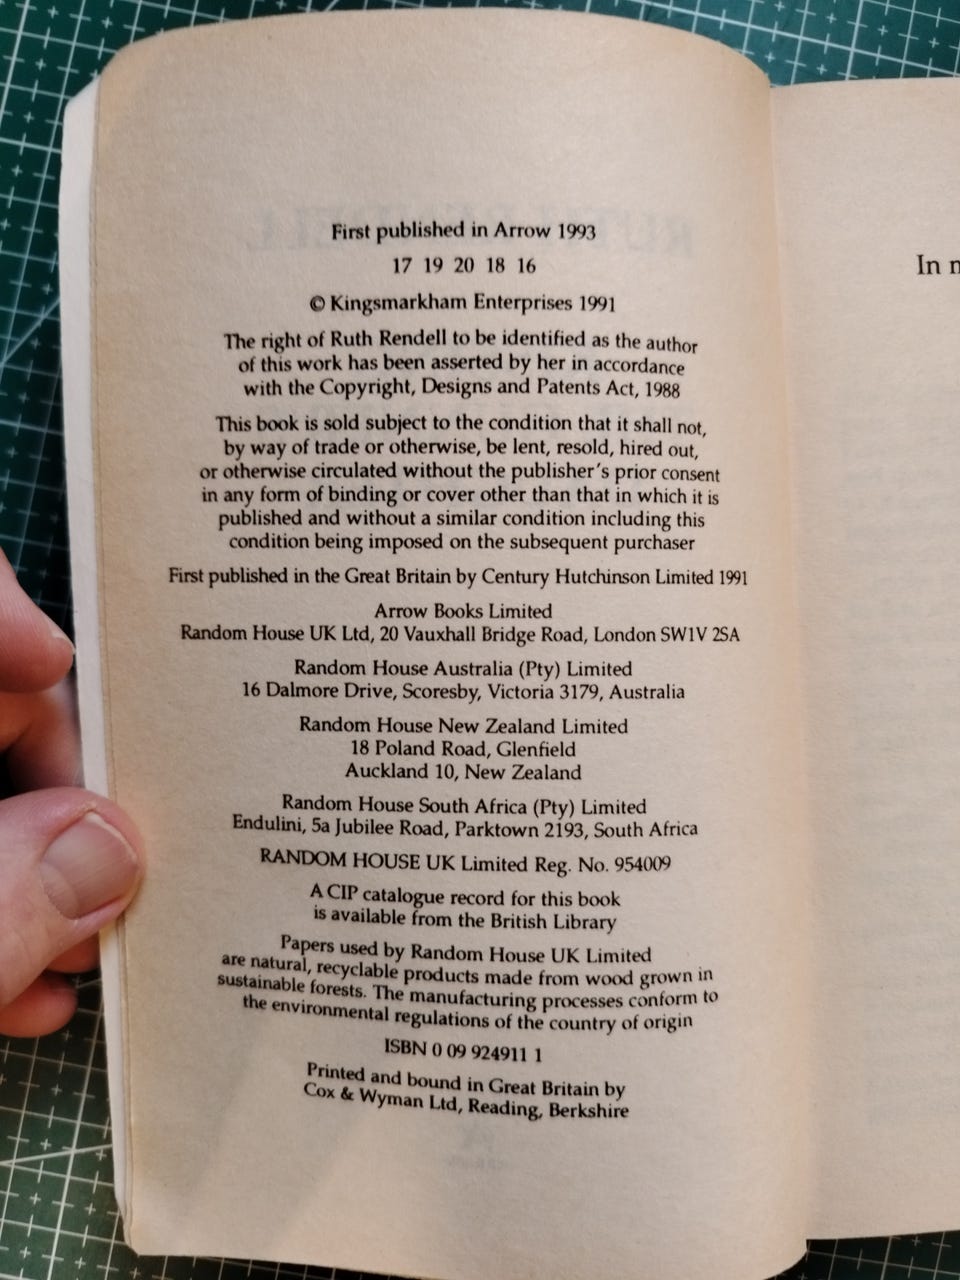 First published in Arrow 1993
17 19 20 18 16
© Kingsmarkham Enterprises 1991
The right of Ruth Rendell to be identified as the author
of this work has been asserted by her in accordance
with the Copyright, Designs and Patents Act, 1988
This book is sold subject to the condition that it shall not,
by way of trade or otherwise, be lent, resold, hired out,
or otherwise circulated without the publisher's prior consent
in any form of binding or cover other than that in which it is
published and without a similar condition including this
condition being imposed on the subsequent purchaser
First published in the Great Britain by Century Hutchinson Limited 1991
Arrow Books Limited
Random House UK Ltd, 20 Vauxhall Bridge Road, London SW1V 2SA
Random House Australia (Pty) Limited
16 Dalmore Drive, Scoresby, Victoria 3179, Australia
Random House New Zealand Limited
18 Poland Road, Glenfield
Auckland 10, New Zealand
Random House South Africa (Pty) Limited
Endulini, 5a Jubilee Road, Parktown 2193, South Africa
RANDOM HOUSE UK Limited Reg. No. 954009
A CIP catalogue record for this book
is available from the British Library
Papers used by Random House UK Limited
are natural, recyclable products made from wood grown in
sustainable forests. The manufacturing processes conform to
the environmental regulations of the country of origin
ISBN 0 09 924911 1
Printed and bound in Great Britain by
Cox & Wyman Ltd, Reading, Berkshire
In